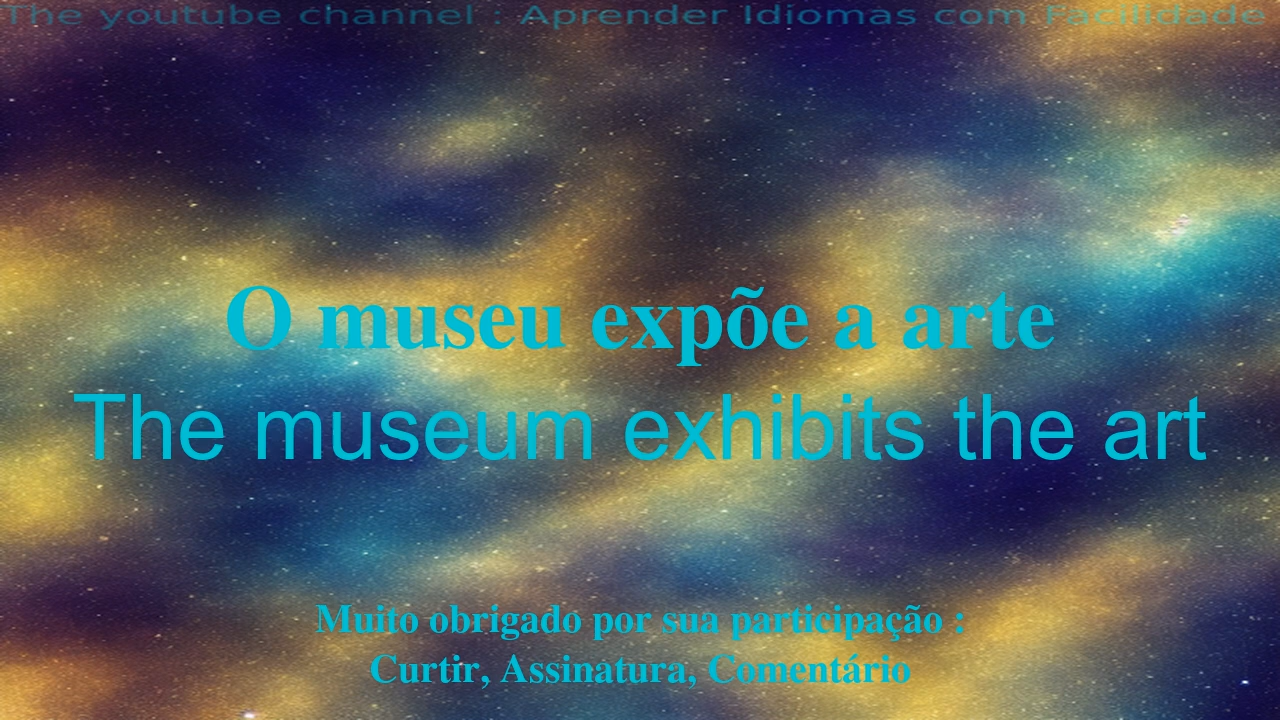 The youtube channel : Aprender Idiomas com Facilidade
O museu expõe a arte
The museum exhibits the art
Muito obrigado por sua participação :
Curtir, Assinatura, Comentário